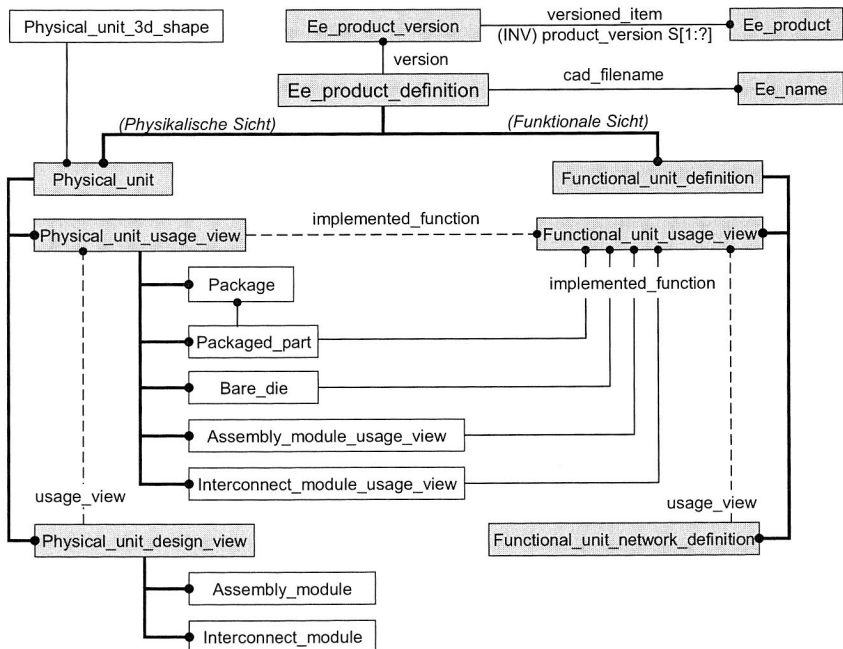 Physical_unit_3d_shape
Ee_product_version
versioned_item
(INV) product_version S[1:?]
Ee_product
version
Ee_product_definition
cad_filename
Ee_name
(Physikalische Sicht)
(Funktionale Sicht)
Physical_unit
Functional_unit_definition
Physical_unit_usage_view
implemented_function
Functional_unit_usage_view
Package
implemented_function
Packaged_part
Bare_die
Assembly_module_usage_view
Interconnect_module_usage_view
usage_view
usage_view
Physical_unit_design_view
Functional_unit_network_definition
Assembly_module
Interconnect_module